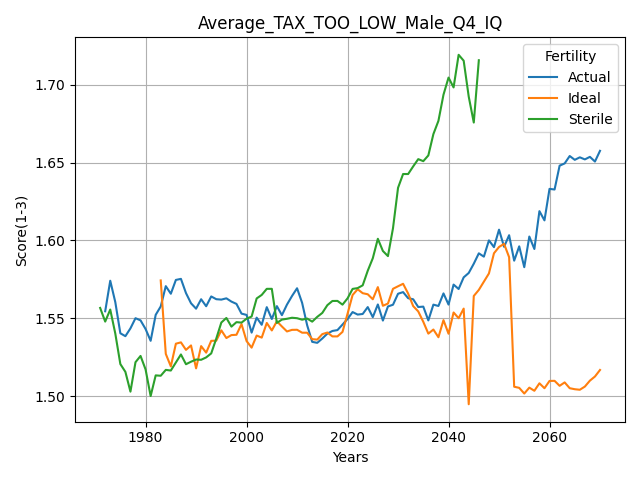 Average_TAX_TOO_LOW_Male_Q4_IQ
Fertility
Actual
Ideal
Sterile
Score(1-3)
1.70
1.65
1.60
1.55
1.50
1980
2000
2020
2040
2060
Years